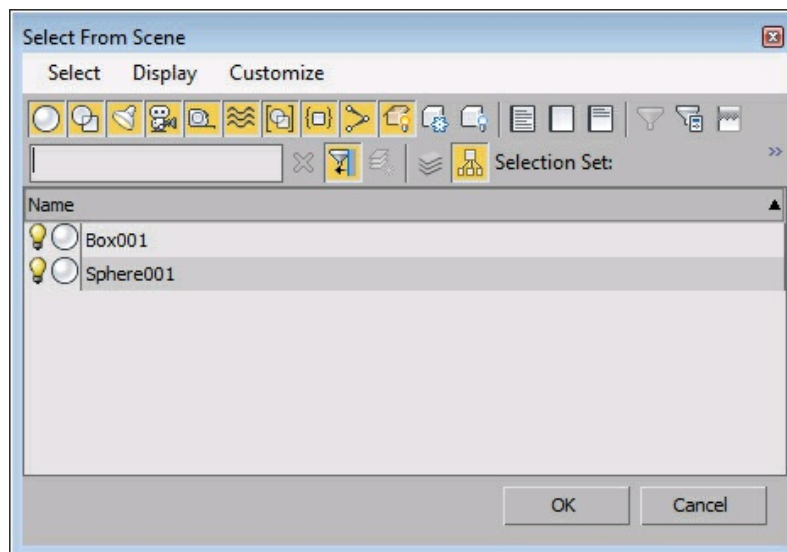 Select From Scene
Select Display Customize
Selection Set:
Name
Box001
Sphere001
OK Cancel